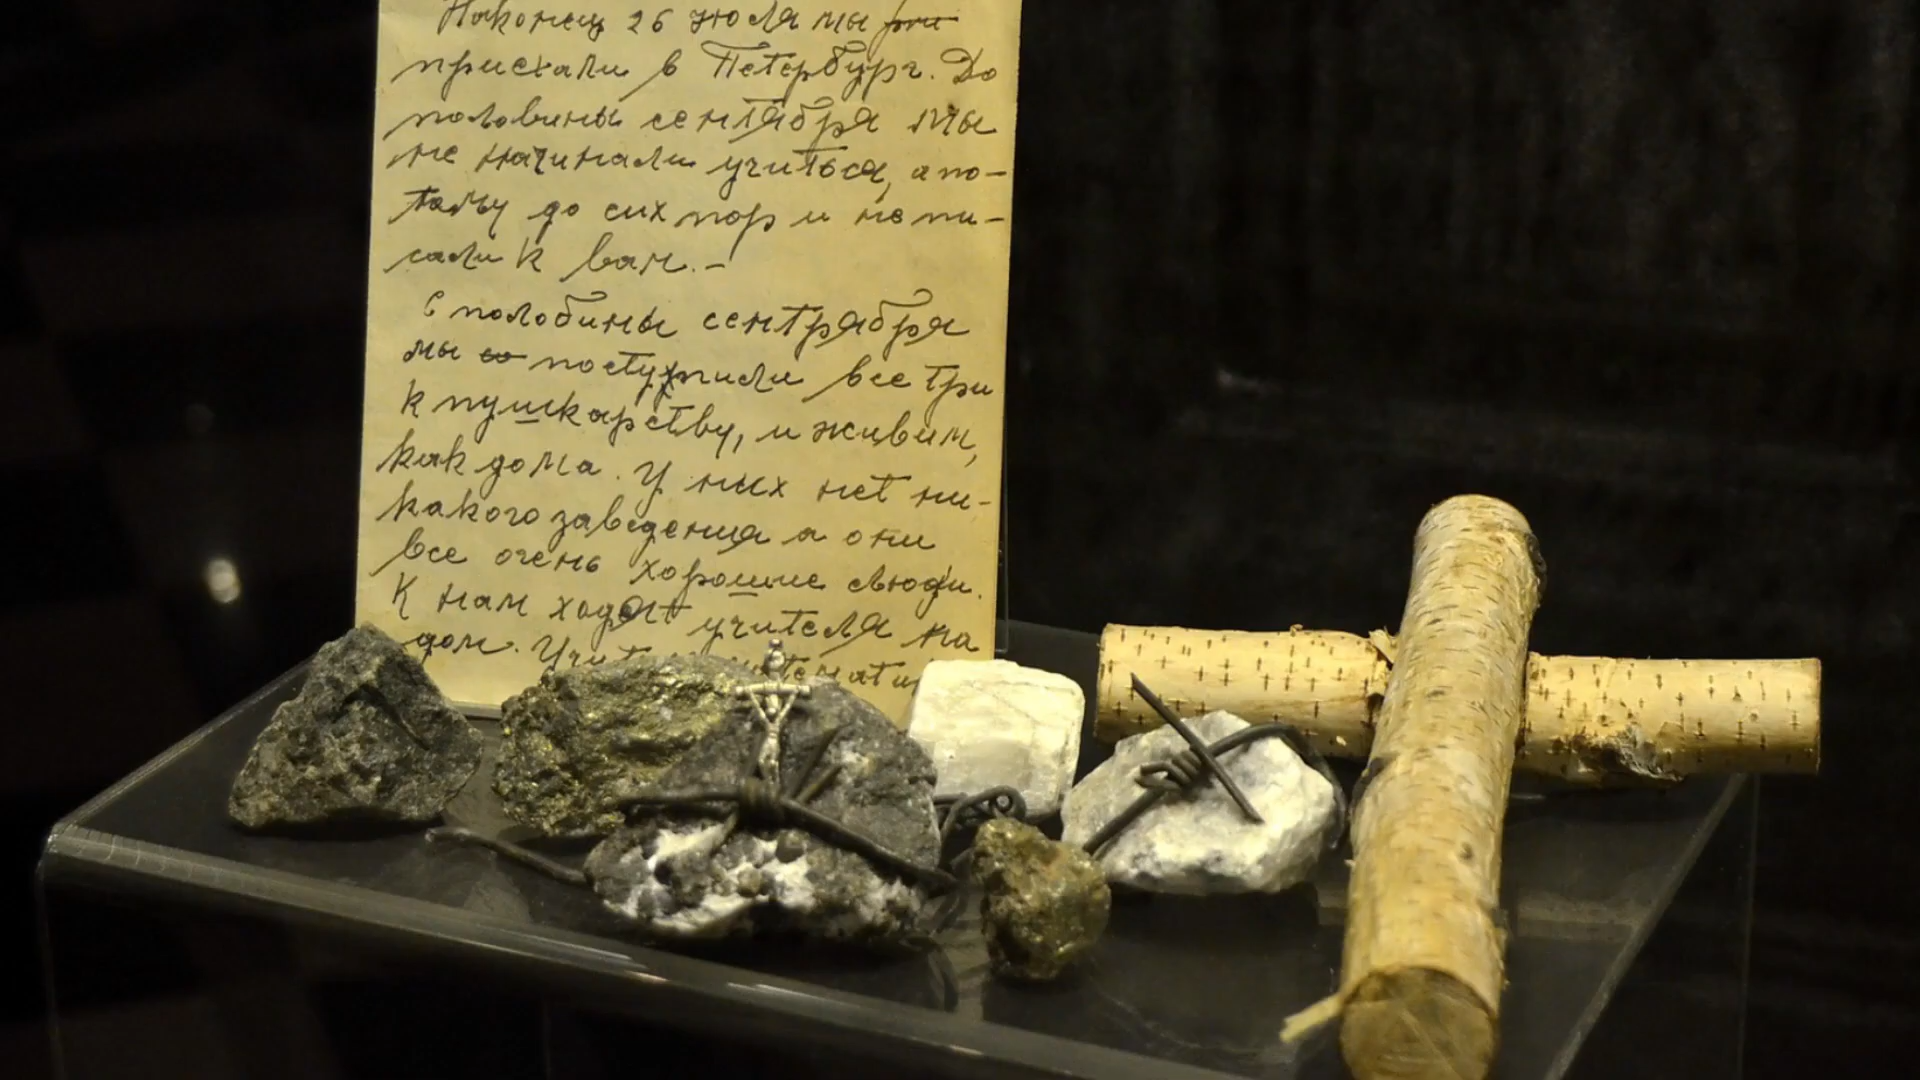 Наконец 26 июля мы
приехали в Петербург. До
половины сентября мы
не начинали учиться, а по-
тому до сих пор и не пи-
сали к вам. –
С половины сентрября
мы поступили все три
к пушкарству, и живем,
как дома. У них нет ни-
какого заведения а они
все очень хорошие люди.
К нам ходят учителя на
дом.